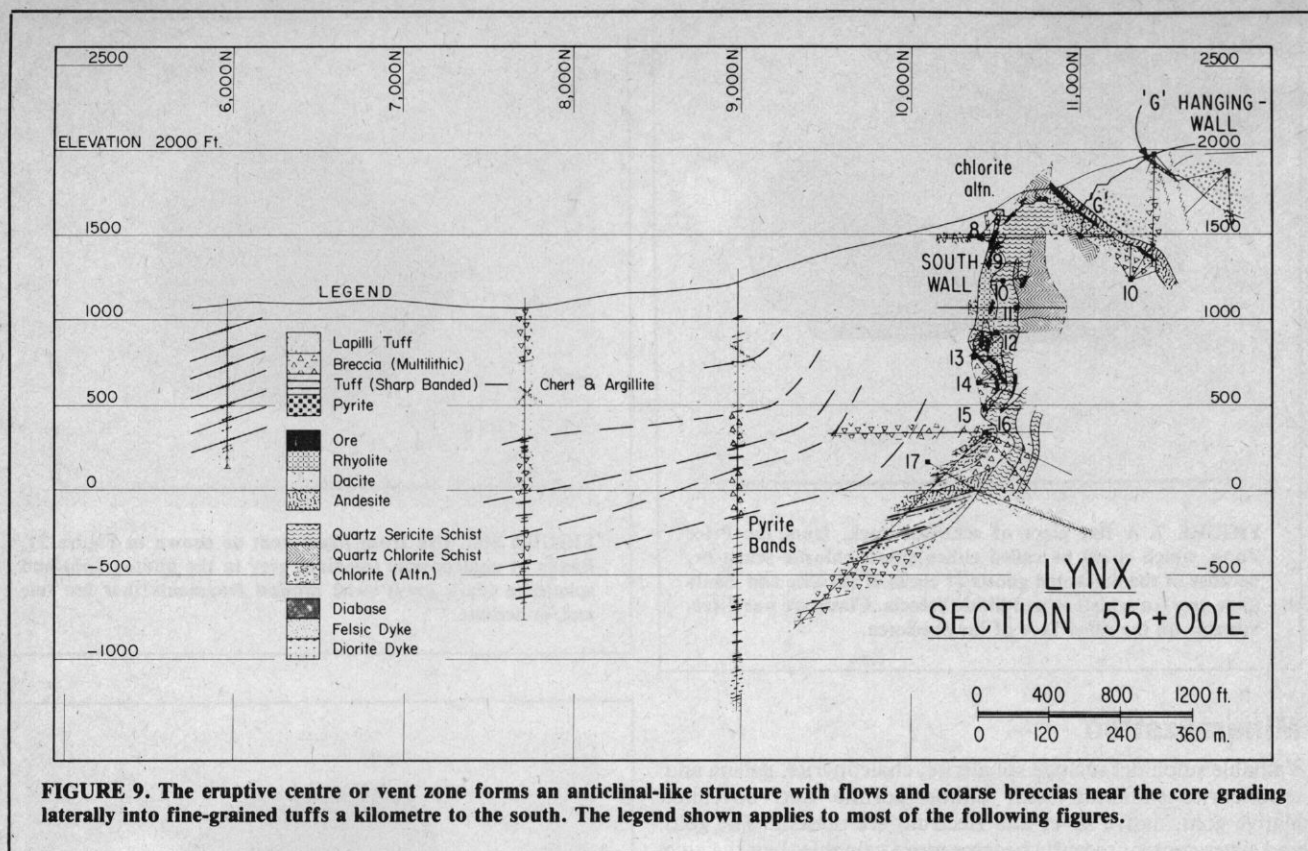 2500
6,000N
7,000N
8,000N
9,000N
10,000N
11,000N
2500
'G' HANGING-
WALL
ELEVATION 2000 Ft.
2000
chlorite
altn.
'G'
1500
8
1500
SOUTH
WALL
9
10
10
11
1000
1000
12
13
14
500
500
15
16
17
0
0
Pyrite
Bands
-500
-500
-1000
LEGEND
Lapilli Tuff
Breccia (Multilithic)
Tuff (Sharp Banded) — Chert & Argillite
Pyrite
Ore
Rhyolite
Dacite
Andesite
Quartz Sericite Schist
Quartz Chlorite Schist
Chlorite (Altn.)
Diabase
Felsic Dyke
Diorite Dyke
LYNX
SECTION 55+00E
0 400 800 1200 ft.
0 120 240 360 m.
FIGURE 9. The eruptive centre or vent zone forms an anticlinal-like structure with flows and coarse breccias near the core grading
laterally into fine-grained tuffs a kilometre to the south. The legend shown applies to most of the following figures.